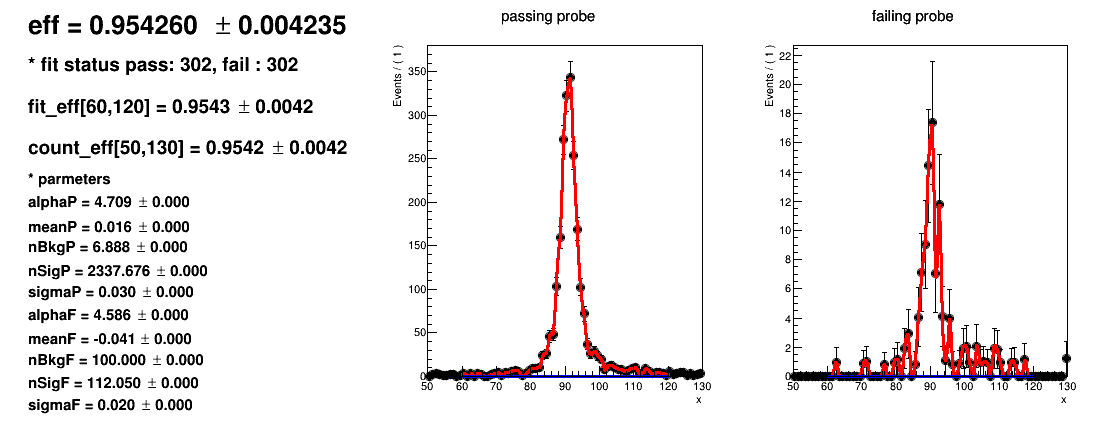 eff = 0.954260 ± 0.004235
* fit status pass: 302, fail : 302
fit_eff[60,120] = 0.9543 ± 0.0042
count_eff[50,130] = 0.9542 ± 0.0042
* parmeters
alphaP = 4.709 ± 0.000
meanP = 0.016 ± 0.000
nBkgP = 6.888 ± 0.000
nSigP = 2337.676 ± 0.000
sigmaP = 0.030 ± 0.000
alphaF = 4.586 ± 0.000
meanF = -0.041 ± 0.000
nBkgF = 100.000 ± 0.000
nSigF = 112.050 ± 0.000
sigmaF = 0.020 ± 0.000
passing probe
Events / ( 1 )
350
300
250
200
150
100
50
0
50 60 70 80 90 100 110 120 130
x
failing probe
Events / ( 1 )
22
20
18
16
14
12
10
8
6
4
2
0
50 60 70 80 90 100 110 120 130
x